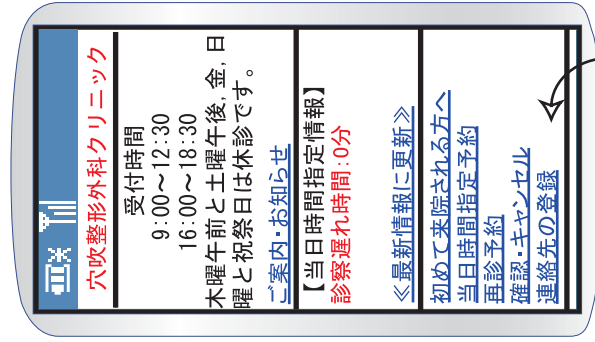 穴吹整形外科クリニック
受付時間
9:00〜12:30
16:00〜18:30
木曜午前と土曜午後,金,日
曜と祝祭日は休診です。
ご案内・お知らせ
【当日時間指定情報】
診察遅れ時間:0分
≪最新情報に更新≫
初めて来院される方へ
当日時間指定予約
再診予約
確認・キャンセル
連絡先の登録